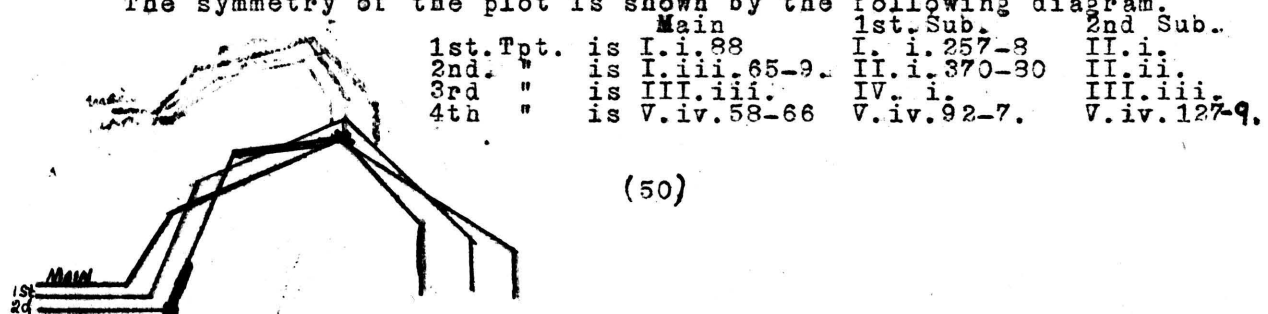 The symmetry of the plot is shown by the following diagram.
Main 1st. Sub. 2nd Sub.
1st. Tpt. is I.i.88 I. i.257-8 II.i.
2nd. " is I.iii.65-9. II.i.370-80 II.ii.
3rd " is III.iii. IV. i. III.iii.
4th " is V.iv.58-66 V.iv.92-7. V.iv.127-9.
(50)
MAIN
1st
2d